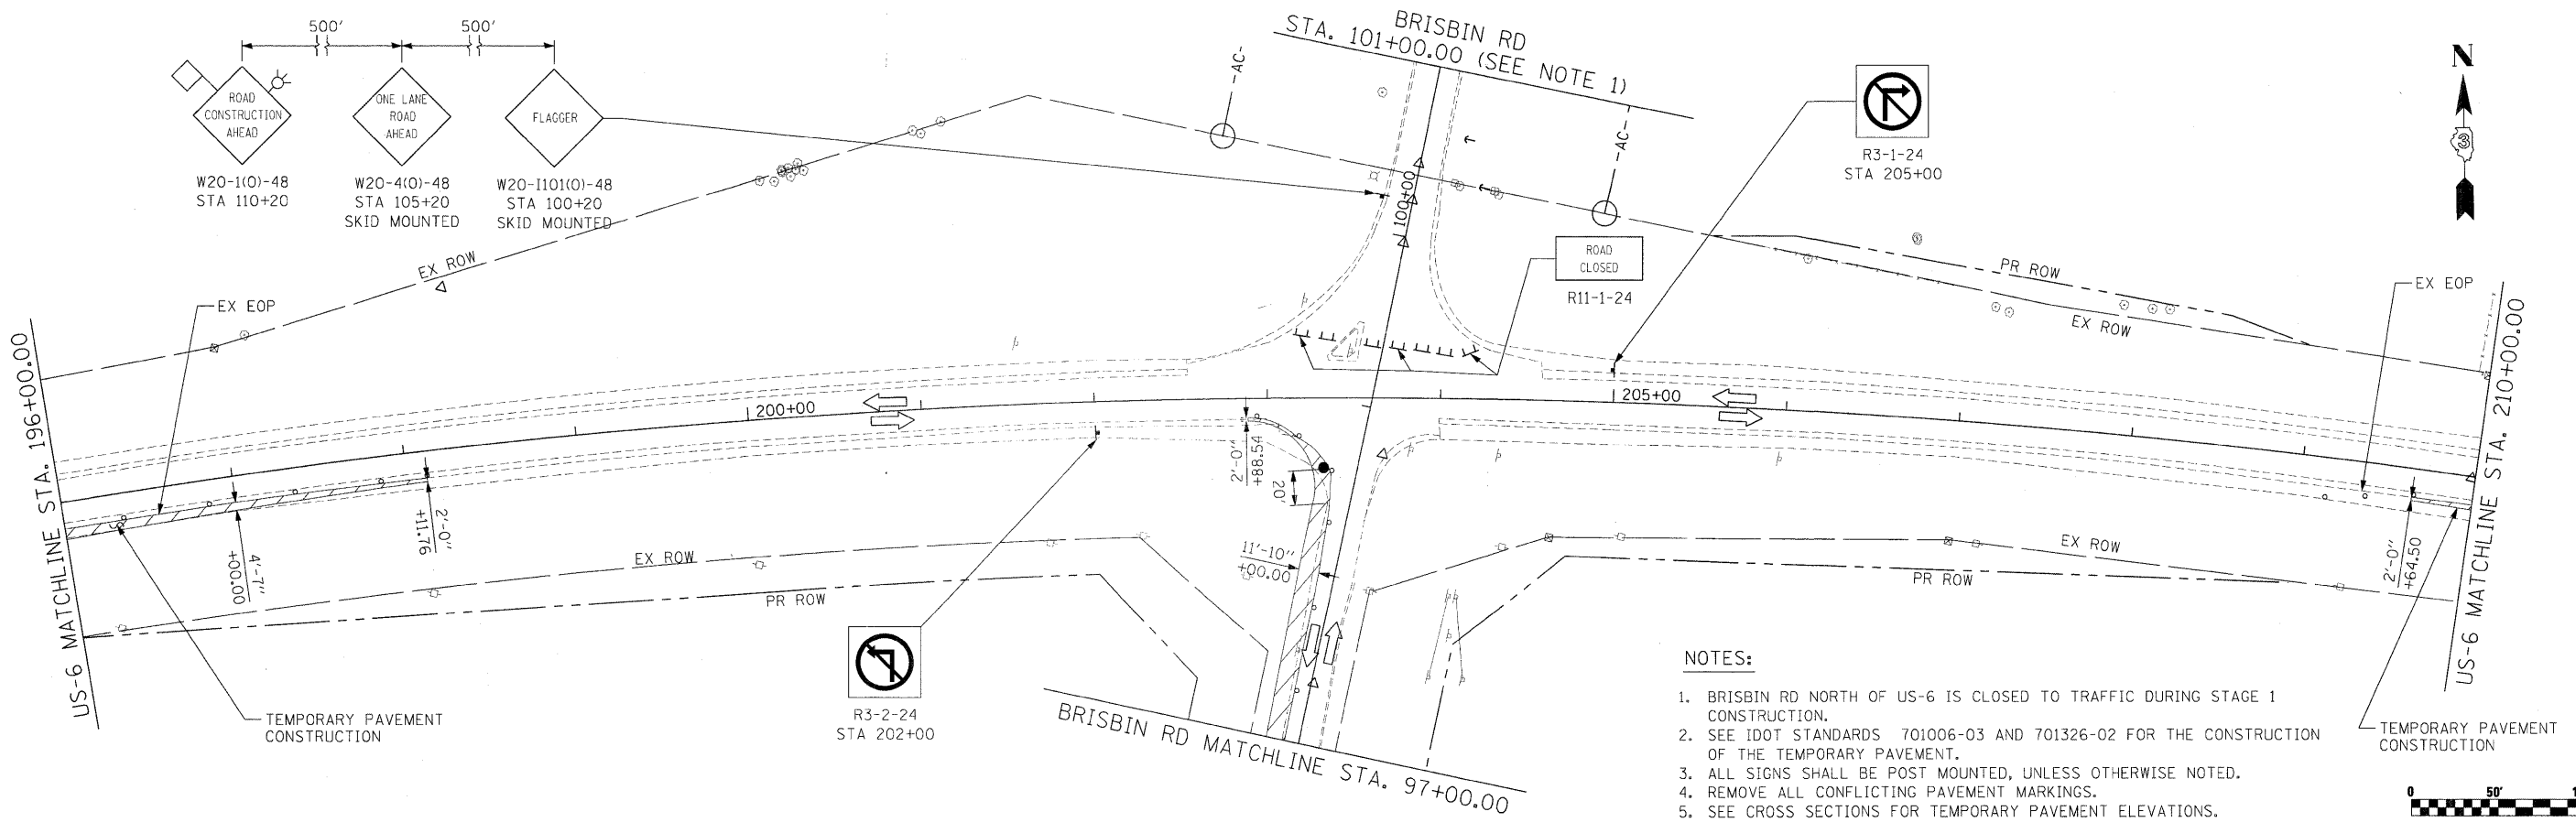 500'
500'
ROAD
CONSTRUCTION
AHEAD
W20-1(O)-48
STA 110+20
ONE LANE
ROAD
AHEAD
W20-4(O)-48
STA 105+20
SKID MOUNTED
FLAGGER
W20-I101(O)-48
STA 100+20
SKID MOUNTED
BRISBIN RD
STA. 101+00.00 (SEE NOTE 1)
-AC-
-AC-
100+00
R3-1-24
STA 205+00
N
3
ROAD
CLOSED
R11-1-24
EX ROW
EX EOP
PR ROW
EX ROW
EX EOP
US-6 MATCHLINE STA. 196+00.00
200+00
205+00
US-6 MATCHLINE STA. 210+00.00
2'-0"
+88.54
20'
11'-10"
+00.00
2'-0"
+11.76
4'-7"
+00.00
2'-0"
+64.50
EX ROW
PR ROW
EX ROW
PR ROW
TEMPORARY PAVEMENT
CONSTRUCTION
R3-2-24
STA 202+00
BRISBIN RD MATCHLINE STA. 97+00.00
NOTES:
1. BRISBIN RD NORTH OF US-6 IS CLOSED TO TRAFFIC DURING STAGE 1
CONSTRUCTION.
2. SEE IDOT STANDARDS 701006-03 AND 701326-02 FOR THE CONSTRUCTION
OF THE TEMPORARY PAVEMENT.
3. ALL SIGNS SHALL BE POST MOUNTED, UNLESS OTHERWISE NOTED.
4. REMOVE ALL CONFLICTING PAVEMENT MARKINGS.
5. SEE CROSS SECTIONS FOR TEMPORARY PAVEMENT ELEVATIONS.
TEMPORARY PAVEMENT
CONSTRUCTION
0 50'